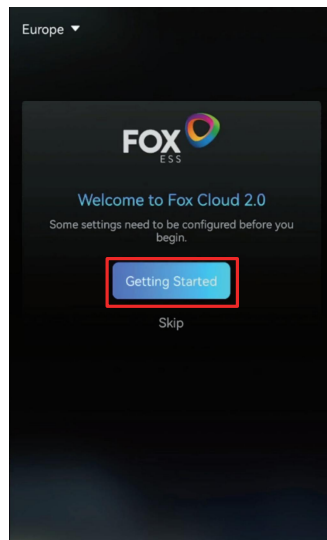 Europe
FOX
ESS
Welcome to Fox Cloud 2.0
Some settings need to be configured before you
begin.
Getting Started
Skip